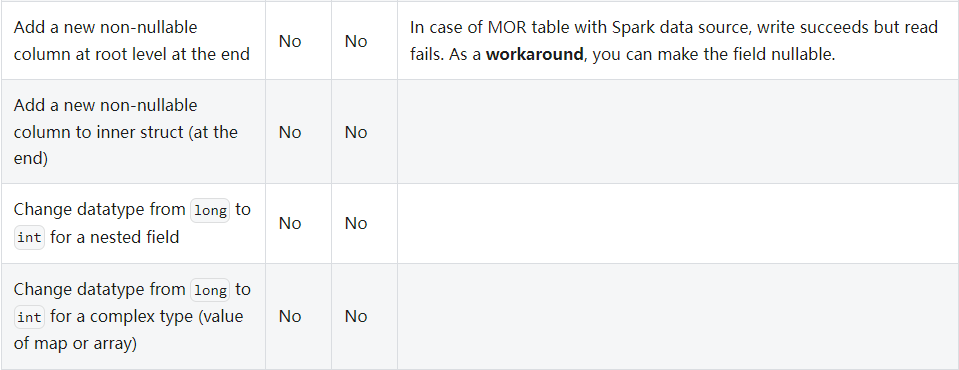 Add a new non-nullable
column at root level at the end
No
No
In case of MOR table with Spark data source, write succeeds but read
fails. As a workaround, you can make the field nullable.
Add a new non-nullable
column to inner struct (at the
end)
No
No
Change datatype from long to
int for a nested field
No
No
Change datatype from long to
int for a complex type (value
of map or array)
No
No